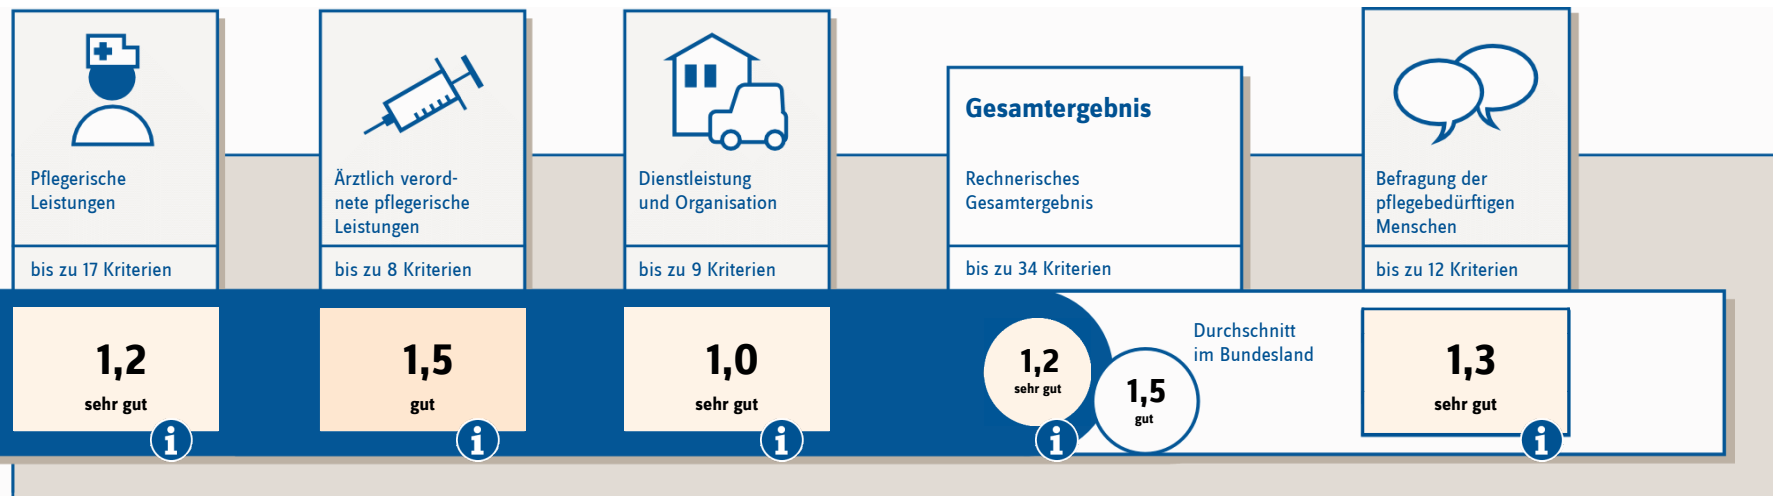 Pflegerische
Leistungen
bis zu 17 Kriterien
1,2
sehr gut
i
Ärztlich verord-
nete pflegerische
Leistungen
bis zu 8 Kriterien
1,5
gut
i
Dienstleistung
und Organisation
bis zu 9 Kriterien
1,0
sehr gut
i
Gesamtergebnis
Rechnerisches
Gesamtergebnis
bis zu 34 Kriterien
1,2
sehr gut
i
1,5
gut
Durchschnitt
im Bundesland
Befragung der
pflegebedürftigen
Menschen
bis zu 12 Kriterien
1,3
sehr gut
i